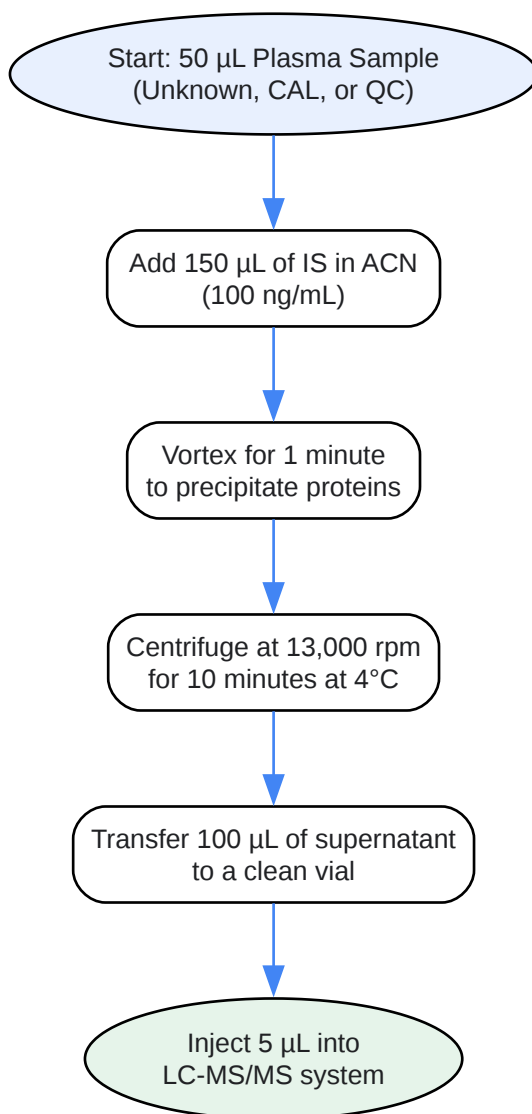 Start: 50 µL Plasma Sample
(Unknown, CAL, or QC)
Add 150 µL of IS in ACN
(100 ng/mL)
Vortex for 1 minute
to precipitate proteins
Centrifuge at 13,000 rpm
for 10 minutes at 4°C
Transfer 100 µL of supernatant
to a clean vial
Inject 5 µL into
LC-MS/MS system